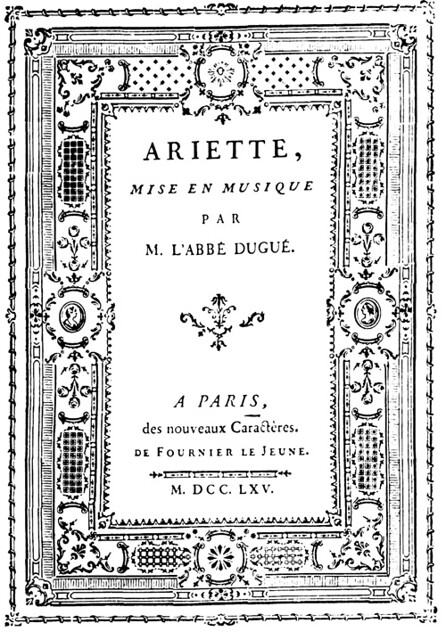 ARIETTE,
MISE EN MUSIQUE
PAR
M. L'ABBÉ DUGUÉ.
A PARIS,
des nouveaux Caractères.
DE FOURNIER LE JEUNE.
M. DCC. LXV.